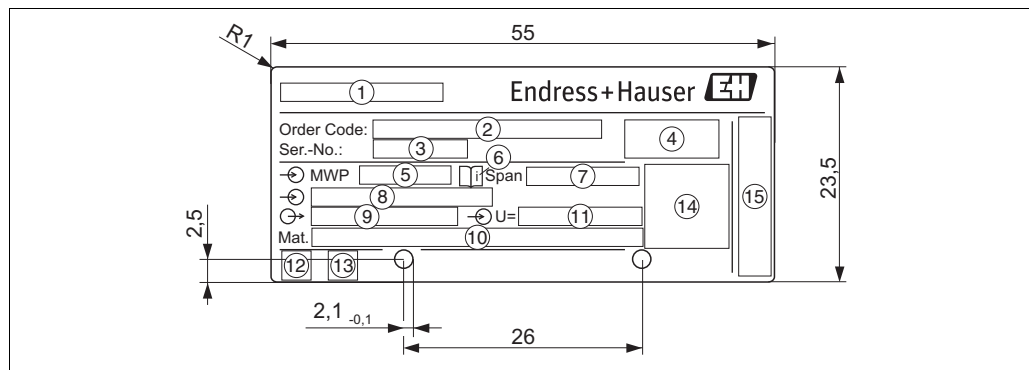 R1
55
1
Endress+Hauser EH
Order Code: 2
4
Ser.-No.: 3
6
MWP 5 i Span 7
8
14
15
23,5
9 U= 11
2,5
Mat. 10
12 13
2,1 -0,1
26